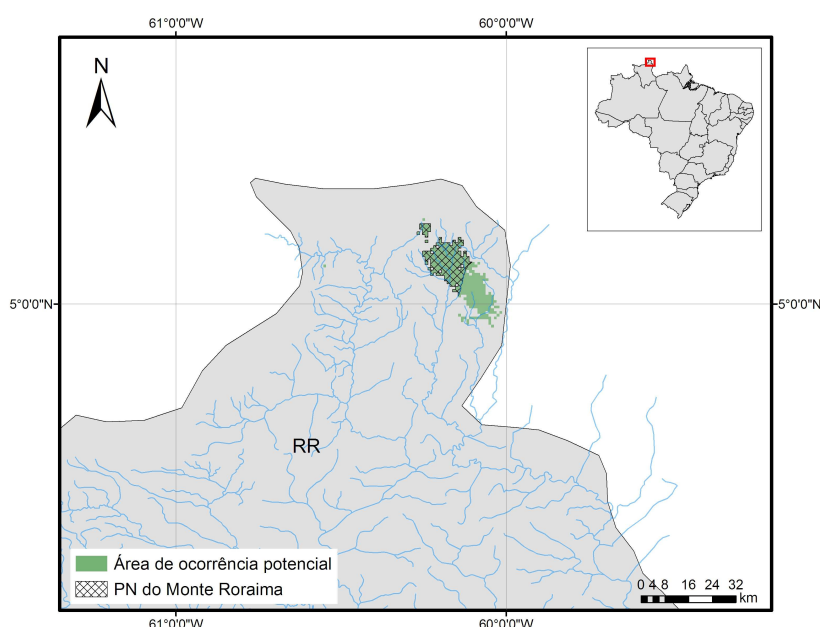 61°0'0"W 60°0'0"W
N
5°0'0"N 5°0'0"N
RR
Área de ocorrência potencial
PN do Monte Roraima
0 4 8 16 24 32
km
61°0'0"W 60°0'0"W